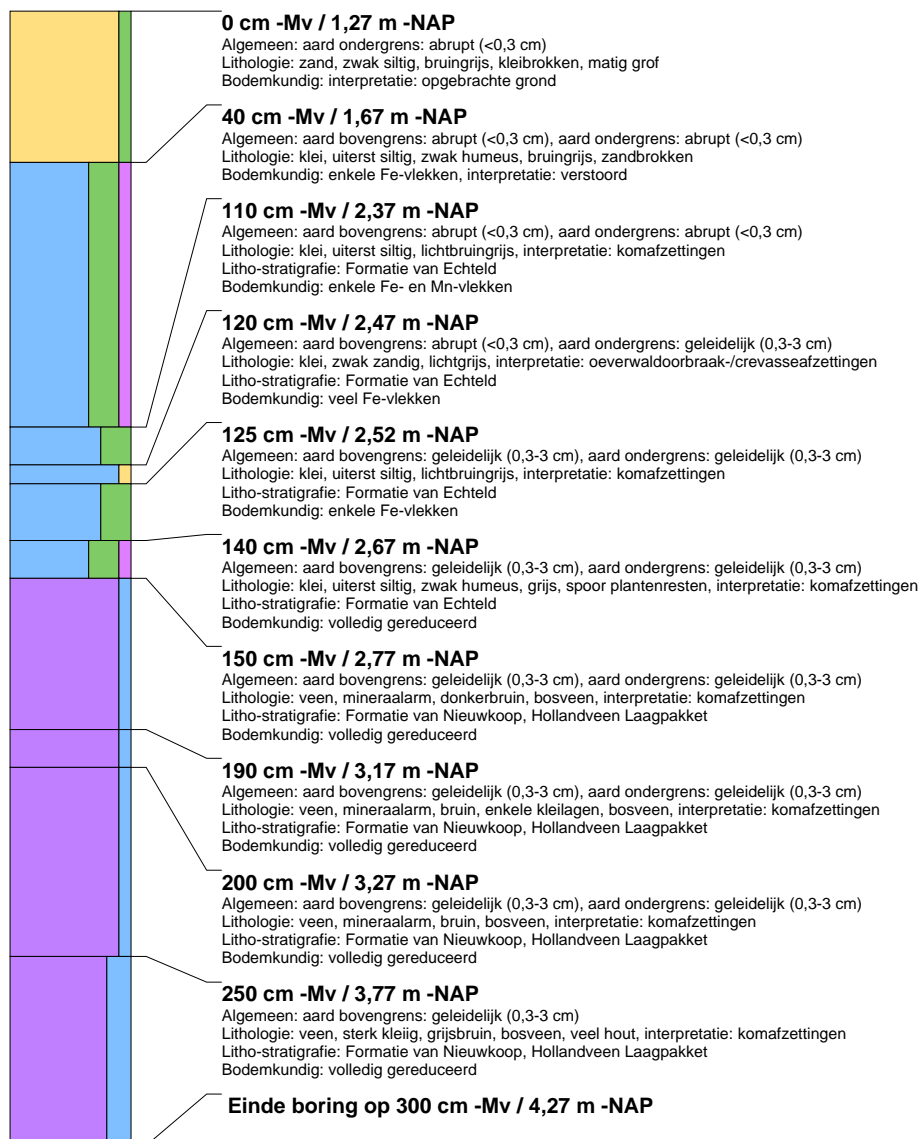 0 cm -Mv / 1,27 m -NAP
Algemeen: aard ondergrens: abrupt (<0,3 cm)
Lithologie: zand, zwak siltig, bruingrijs, kleibrokken, matig grof
Bodemkundig: interpretatie: opgebrachte grond
40 cm -Mv / 1,67 m -NAP
Algemeen: aard bovengrens: abrupt (<0,3 cm), aard ondergrens: abrupt (<0,3 cm)
Lithologie: klei, uiterst siltig, zwak humeus, bruingrijs, zandbrokken
Bodemkundig: enkele Fe-vlekken, interpretatie: verstoord
110 cm -Mv / 2,37 m -NAP
Algemeen: aard bovengrens: abrupt (<0,3 cm), aard ondergrens: abrupt (<0,3 cm)
Lithologie: klei, uiterst siltig, lichtbruingrijs, interpretatie: komafzettingen
Litho-stratigrafie: Formatie van Echteld
Bodemkundig: enkele Fe- en Mn-vlekken
120 cm -Mv / 2,47 m -NAP
Algemeen: aard bovengrens: abrupt (<0,3 cm), aard ondergrens: geleidelijk (0,3-3 cm)
Lithologie: klei, zwak zandig, lichtgrijs, interpretatie: oeverwaldoorbraak-/crevasseafzettingen
Litho-stratigrafie: Formatie van Echteld
Bodemkundig: veel Fe-vlekken
125 cm -Mv / 2,52 m -NAP
Algemeen: aard bovengrens: geleidelijk (0,3-3 cm), aard ondergrens: geleidelijk (0,3-3 cm)
Lithologie: klei, uiterst siltig, lichtbruingrijs, interpretatie: komafzettingen
Litho-stratigrafie: Formatie van Echteld
Bodemkundig: enkele Fe-vlekken
140 cm -Mv / 2,67 m -NAP
Algemeen: aard bovengrens: geleidelijk (0,3-3 cm), aard ondergrens: geleidelijk (0,3-3 cm)
Lithologie: klei, uiterst siltig, zwak humeus, grijs, spoor plantenresten, interpretatie: komafzettingen
Litho-stratigrafie: Formatie van Echteld
Bodemkundig: volledig gereduceerd
150 cm -Mv / 2,77 m -NAP
Algemeen: aard bovengrens: geleidelijk (0,3-3 cm), aard ondergrens: geleidelijk (0,3-3 cm)
Lithologie: veen, mineraalarm, donkerbruin, bosveen, interpretatie: komafzettingen
Litho-stratigrafie: Formatie van Nieuwkoop, Hollandveen Laagpakket
Bodemkundig: volledig gereduceerd
190 cm -Mv / 3,17 m -NAP
Algemeen: aard bovengrens: geleidelijk (0,3-3 cm), aard ondergrens: geleidelijk (0,3-3 cm)
Lithologie: veen, mineraalarm, bruin, enkele kleilagen, bosveen, interpretatie: komafzettingen
Litho-stratigrafie: Formatie van Nieuwkoop, Hollandveen Laagpakket
Bodemkundig: volledig gereduceerd
200 cm -Mv / 3,27 m -NAP
Algemeen: aard bovengrens: geleidelijk (0,3-3 cm), aard ondergrens: geleidelijk (0,3-3 cm)
Lithologie: veen, mineraalarm, bruin, bosveen, interpretatie: komafzettingen
Litho-stratigrafie: Formatie van Nieuwkoop, Hollandveen Laagpakket
Bodemkundig: volledig gereduceerd
250 cm -Mv / 3,77 m -NAP
Algemeen: aard bovengrens: geleidelijk (0,3-3 cm)
Lithologie: veen, sterk kleiig, grijsbruin, bosveen, veel hout, interpretatie: komafzettingen
Litho-stratigrafie: Formatie van Nieuwkoop, Hollandveen Laagpakket
Bodemkundig: volledig gereduceerd
Einde boring op 300 cm -Mv / 4,27 m -NAP